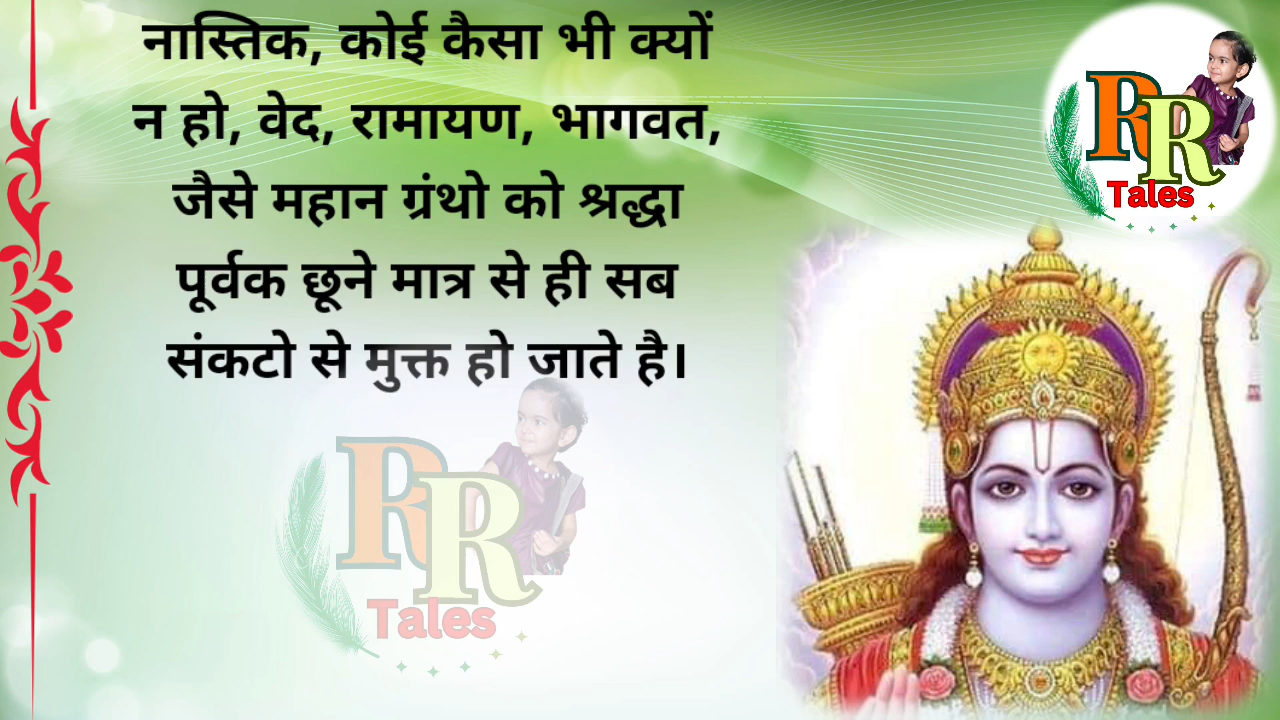 नास्तिक, कोई कैसा भी क्यों
न हो, वेद, रामायण, भागवत,
जैसे महान ग्रंथो को श्रद्धा
पूर्वक छूने मात्र से ही सब
संकटो से मुक्त हो जाते है।
RR
Tales
RR
Tales